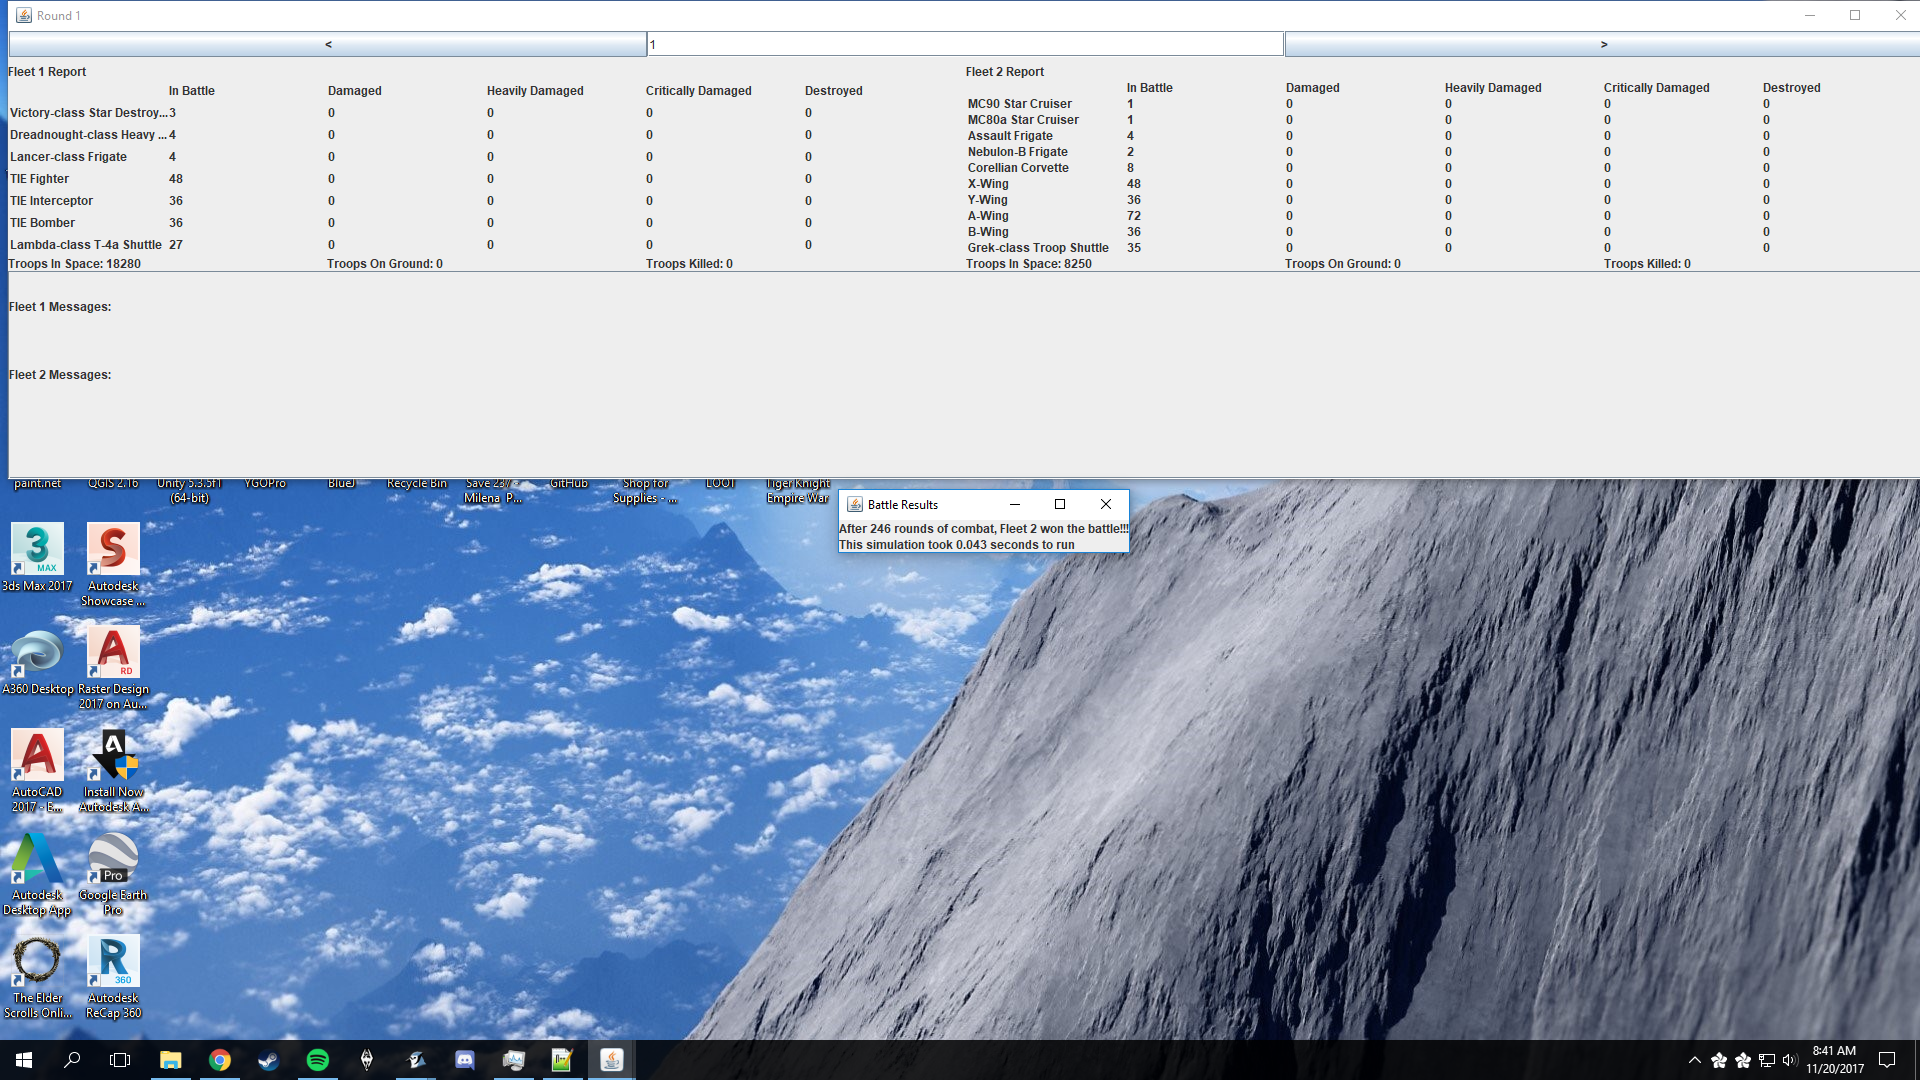 Round 1
< 1 >
Fleet 1 Report
In Battle Damaged Heavily Damaged Critically Damaged Destroyed
Victory-class Star Destroy... 3 0 0 0 0
Dreadnought-class Heavy ... 4 0 0 0 0
Lancer-class Frigate 4 0 0 0 0
TIE Fighter 48 0 0 0 0
TIE Interceptor 36 0 0 0 0
TIE Bomber 36 0 0 0 0
Lambda-class T-4a Shuttle 27 0 0 0 0
Troops In Space: 18280 Troops On Ground: 0 Troops Killed: 0
Fleet 2 Report
In Battle Damaged Heavily Damaged Critically Damaged Destroyed
MC90 Star Cruiser 1 0 0 0 0
MC80a Star Cruiser 1 0 0 0 0
Assault Frigate 4 0 0 0 0
Nebulon-B Frigate 2 0 0 0 0
Corellian Corvette 8 0 0 0 0
X-Wing 48 0 0 0 0
Y-Wing 36 0 0 0 0
A-Wing 72 0 0 0 0
B-Wing 36 0 0 0 0
Grek-class Troop Shuttle 35 0 0 0 0
Troops In Space: 8250 Troops On Ground: 0 Troops Killed: 0
Fleet 1 Messages:
Fleet 2 Messages:
paint.net QGIS 2.16 Unity 5.3.5f1 YGOPro BlueJ Recycle Bin Save 237 - GitHub Shop for LOOT Tiger Knight
(64-bit) Milena P... Supplies - ... Empire War
Battle Results
After 246 rounds of combat, Fleet 2 won the battle!!!
This simulation took 0.043 seconds to run
3
MAX
3ds Max 2017
S
Autodesk
Showcase ...
A360 Desktop
A
RD
Raster Design
2017 on Au...
A
AutoCAD
2017 - E...
A
Install Now
Autodesk A...
Autodesk
Desktop App
Pro
Google Earth
Pro
The Elder
Scrolls Onli...
R
360
Autodesk
ReCap 360
8:41 AM
11/20/2017